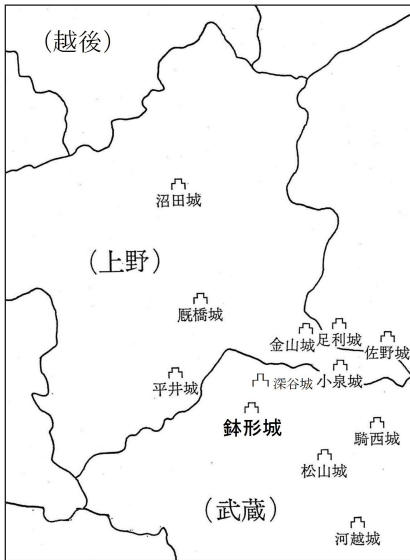 （越後）
沼田城
（上野）
厩橋城
金山城
足利城
佐野城
平井城
深谷城
小泉城
鉢形城
騎西城
松山城
（武蔵）
河越城